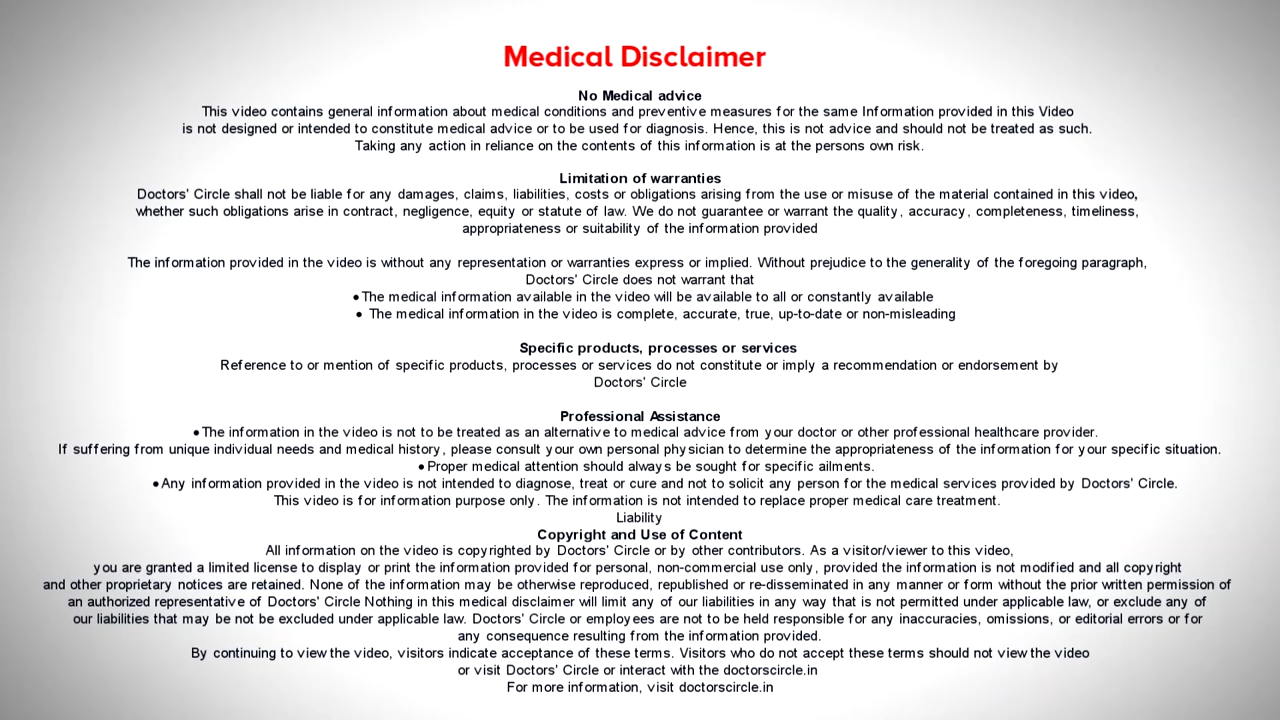 Medical Disclaimer
No Medical advice
This video contains general information about medical conditions and preventive measures for the same Information provided in this Video
is not designed or intended to constitute medical advice or to be used for diagnosis. Hence, this is not advice and should not be treated as such.
Taking any action in reliance on the contents of this information is at the persons own risk.
Limitation of warranties
Doctors' Circle shall not be liable for any damages, claims, liabilities, costs or obligations arising from the use or misuse of the material contained in this video,
whether such obligations arise in contract, negligence, equity or statute of law. We do not guarantee or warrant the quality, accuracy, completeness, timeliness,
appropriateness or suitability of the information provided
The information provided in the video is without any representation or warranties express or implied. Without prejudice to the generality of the foregoing paragraph,
Doctors' Circle does not warrant that
• The medical information available in the video will be available to all or constantly available
• The medical information in the video is complete, accurate, true, up-to-date or non-misleading
Specific products, processes or services
Reference to or mention of specific products, processes or services do not constitute or imply a recommendation or endorsement by
Doctors' Circle
Professional Assistance
• The information in the video is not to be treated as an alternative to medical advice from your doctor or other professional healthcare provider.
If suffering from unique individual needs and medical history, please consult your own personal physician to determine the appropriateness of the information for your specific situation.
• Proper medical attention should always be sought for specific ailments.
• Any information provided in the video is not intended to diagnose, treat or cure and not to solicit any person for the medical services provided by Doctors' Circle.
This video is for information purpose only. The information is not intended to replace proper medical care treatment.
Liability
Copyright and Use of Content
All information on the video is copyrighted by Doctors' Circle or by other contributors. As a visitor/viewer to this video,
you are granted a limited license to display or print the information provided for personal, non-commercial use only, provided the information is not modified and all copyright
and other proprietary notices are retained. None of the information may be otherwise reproduced, republished or re-disseminated in any manner or form without the prior written permission of
an authorized representative of Doctors' Circle Nothing in this medical disclaimer will limit any of our liabilities in any way that is not permitted under applicable law, or exclude any of
our liabilities that may be not be excluded under applicable law. Doctors' Circle or employees are not to be held responsible for any inaccuracies, omissions, or editorial errors or for
any consequence resulting from the information provided.
By continuing to view the video, visitors indicate acceptance of these terms. Visitors who do not accept these terms should not view the video
or visit Doctors' Circle or interact with the doctorscircle.in
For more information, visit doctorscircle.in